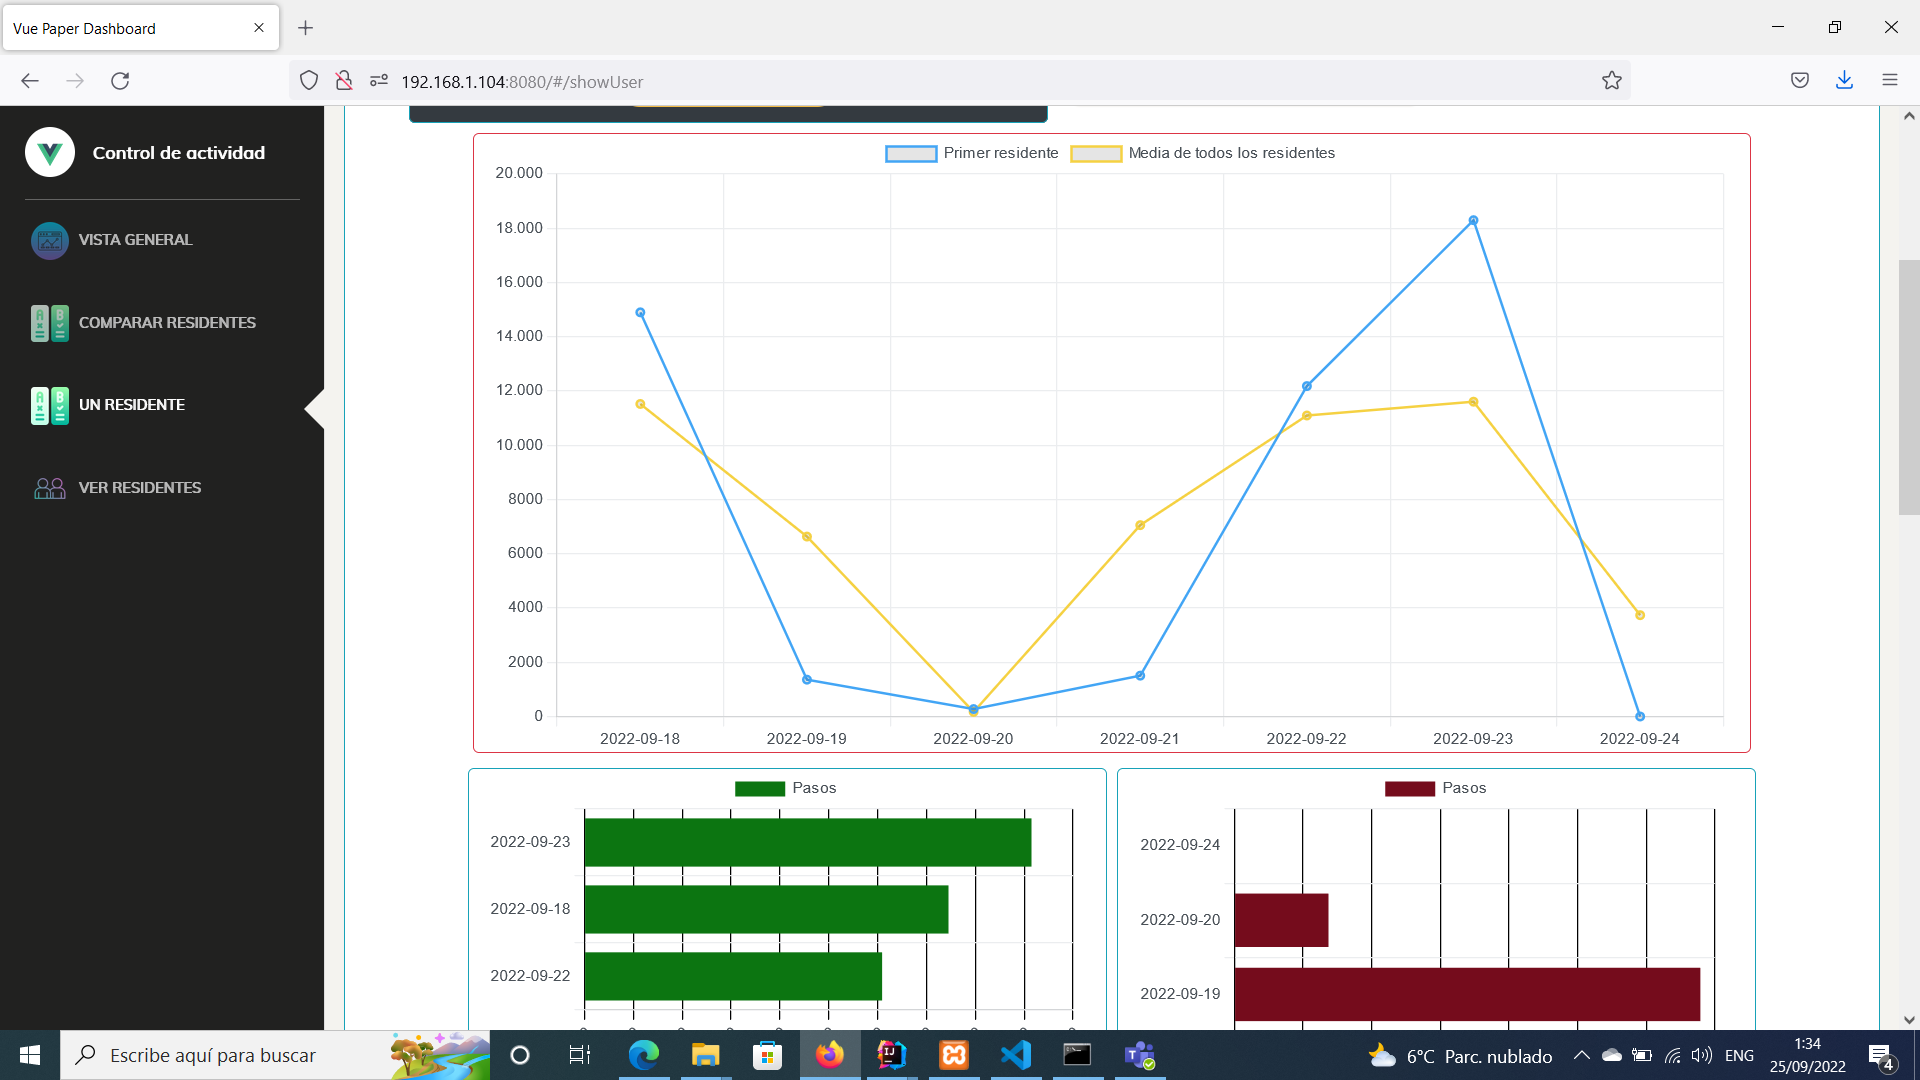 Vue Paper Dashboard
192.168.1.104:8080/#/showUser
Control de actividad
VISTA GENERAL
COMPARAR RESIDENTES
UN RESIDENTE
VER RESIDENTES
Primer residente
Media de todos los residentes
20.000
18.000
16.000
14.000
12.000
10.000
8000
6000
4000
2000
0
2022-09-18
2022-09-19
2022-09-20
2022-09-21
2022-09-22
2022-09-23
2022-09-24
Pasos
2022-09-23
2022-09-18
2022-09-22
Pasos
2022-09-24
2022-09-20
2022-09-19
Escribe aquí para buscar
6°C Parc. nublado
ENG
1:34
25/09/2022
4